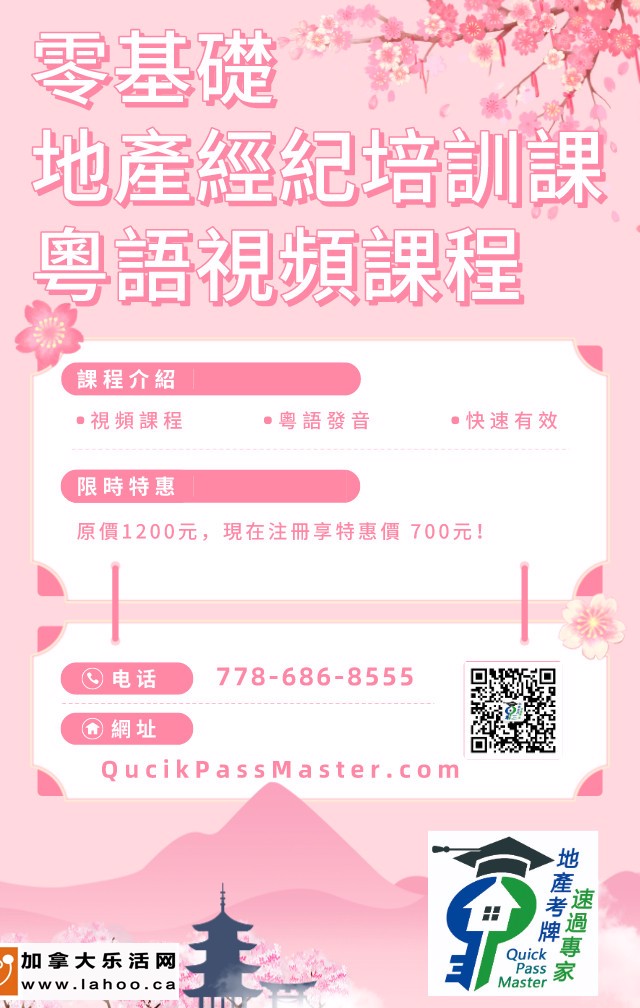 零基礎
地產經紀培訓課
粵語視頻課程
課程介紹
•視頻課程 •粵語發音 •快速有效
限時特惠
原價1200元，現在注冊享特惠價 700元！
电话 778-686-8555
網址
QucikPassMaster.com
地產考牌
速過專家
Quick
Pass
Master
加拿大乐活网
www.lahoo.ca